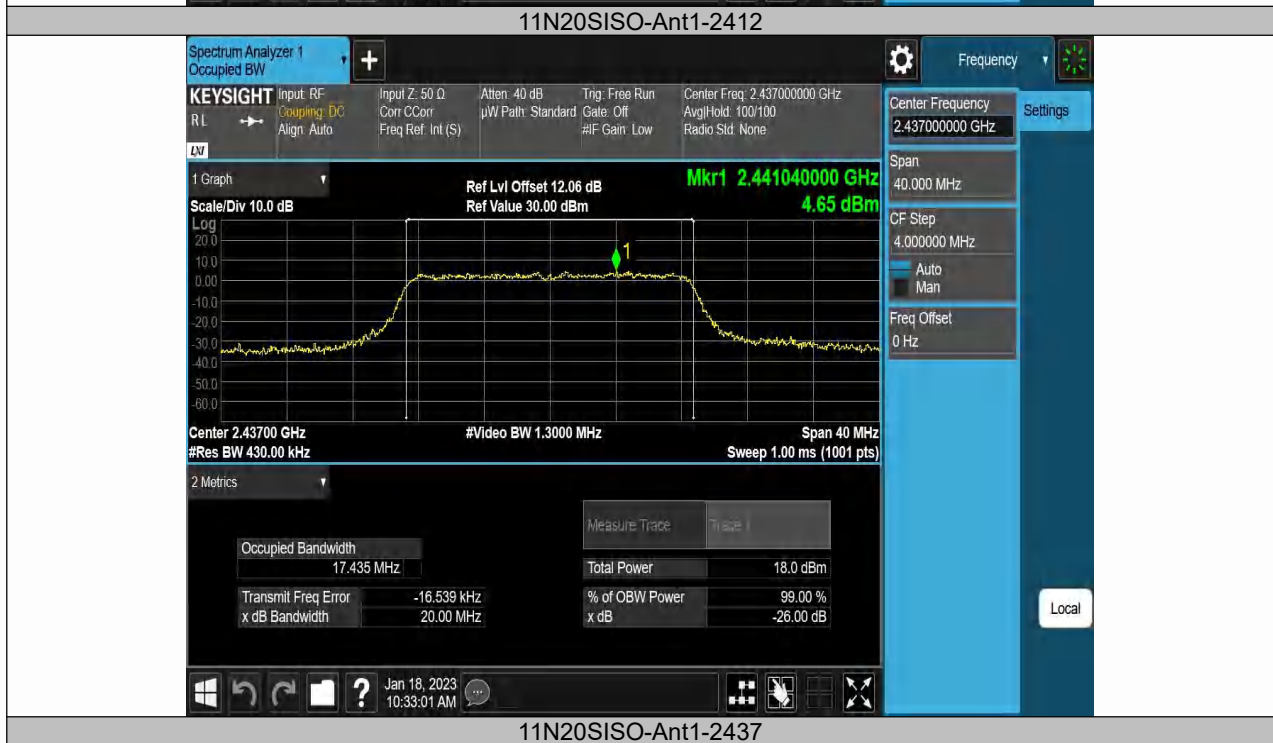 11N20SISO-Ant1-2412
Spectrum Analyzer 1
Occupied BW
+
Frequency
KEYSIGHT
RL
LXI
Input: RF
Coupling: DC
Align: Auto
Input Z: 50 Ω
Corr CCorr
Freq Ref: Int (S)
Atten: 40 dB
µW Path: Standard
Trig: Free Run
Gate: Off
#IF Gain: Low
Center Freq: 2.437000000 GHz
Avg|Hold: 100/100
Radio Std: None
Center Frequency
2.437000000 GHz
Settings
Span
40.000 MHz
CF Step
4.000000 MHz
Auto
Man
Freq Offset
0 Hz
1 Graph
Scale/Div 10.0 dB
Ref Lvl Offset 12.06 dB
Ref Value 30.00 dBm
Mkr1 2.441040000 GHz
4.65 dBm
Log
20.0
10.0
0.00
-10.0
-20.0
-30.0
-40.0
-50.0
-60.0
1
Center 2.43700 GHz
#Res BW 430.00 kHz
#Video BW 1.3000 MHz
Span 40 MHz
Sweep 1.00 ms (1001 pts)
2 Metrics
Measure Trace Trace 1
Occupied Bandwidth
17.435 MHz
Total Power 18.0 dBm
Transmit Freq Error -16.539 kHz
% of OBW Power 99.00 %
x dB Bandwidth 20.00 MHz
x dB -26.00 dB
Local
?
Jan 18, 2023
10:33:01 AM
11N20SISO-Ant1-2437